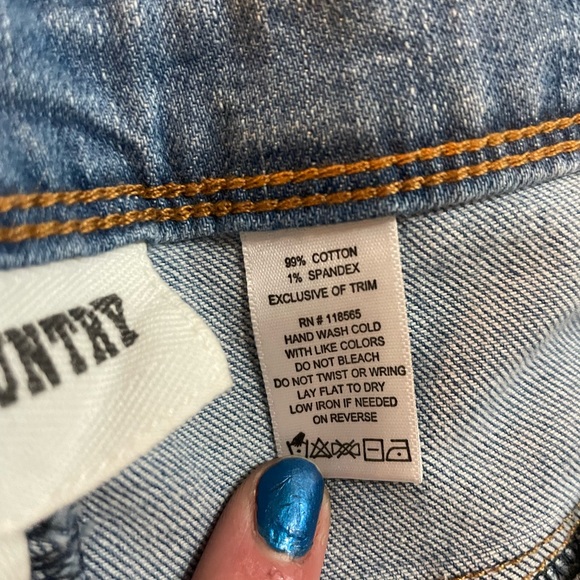 99% COTTON
1% SPANDEX
EXCLUSIVE OF TRIM
RN # 118565
HAND WASH COLD
WITH LIKE COLORS
DO NOT BLEACH
DO NOT TWIST OR WRING
LAY FLAT TO DRY
LOW IRON IF NEEDED
ON REVERSE
UNTRY